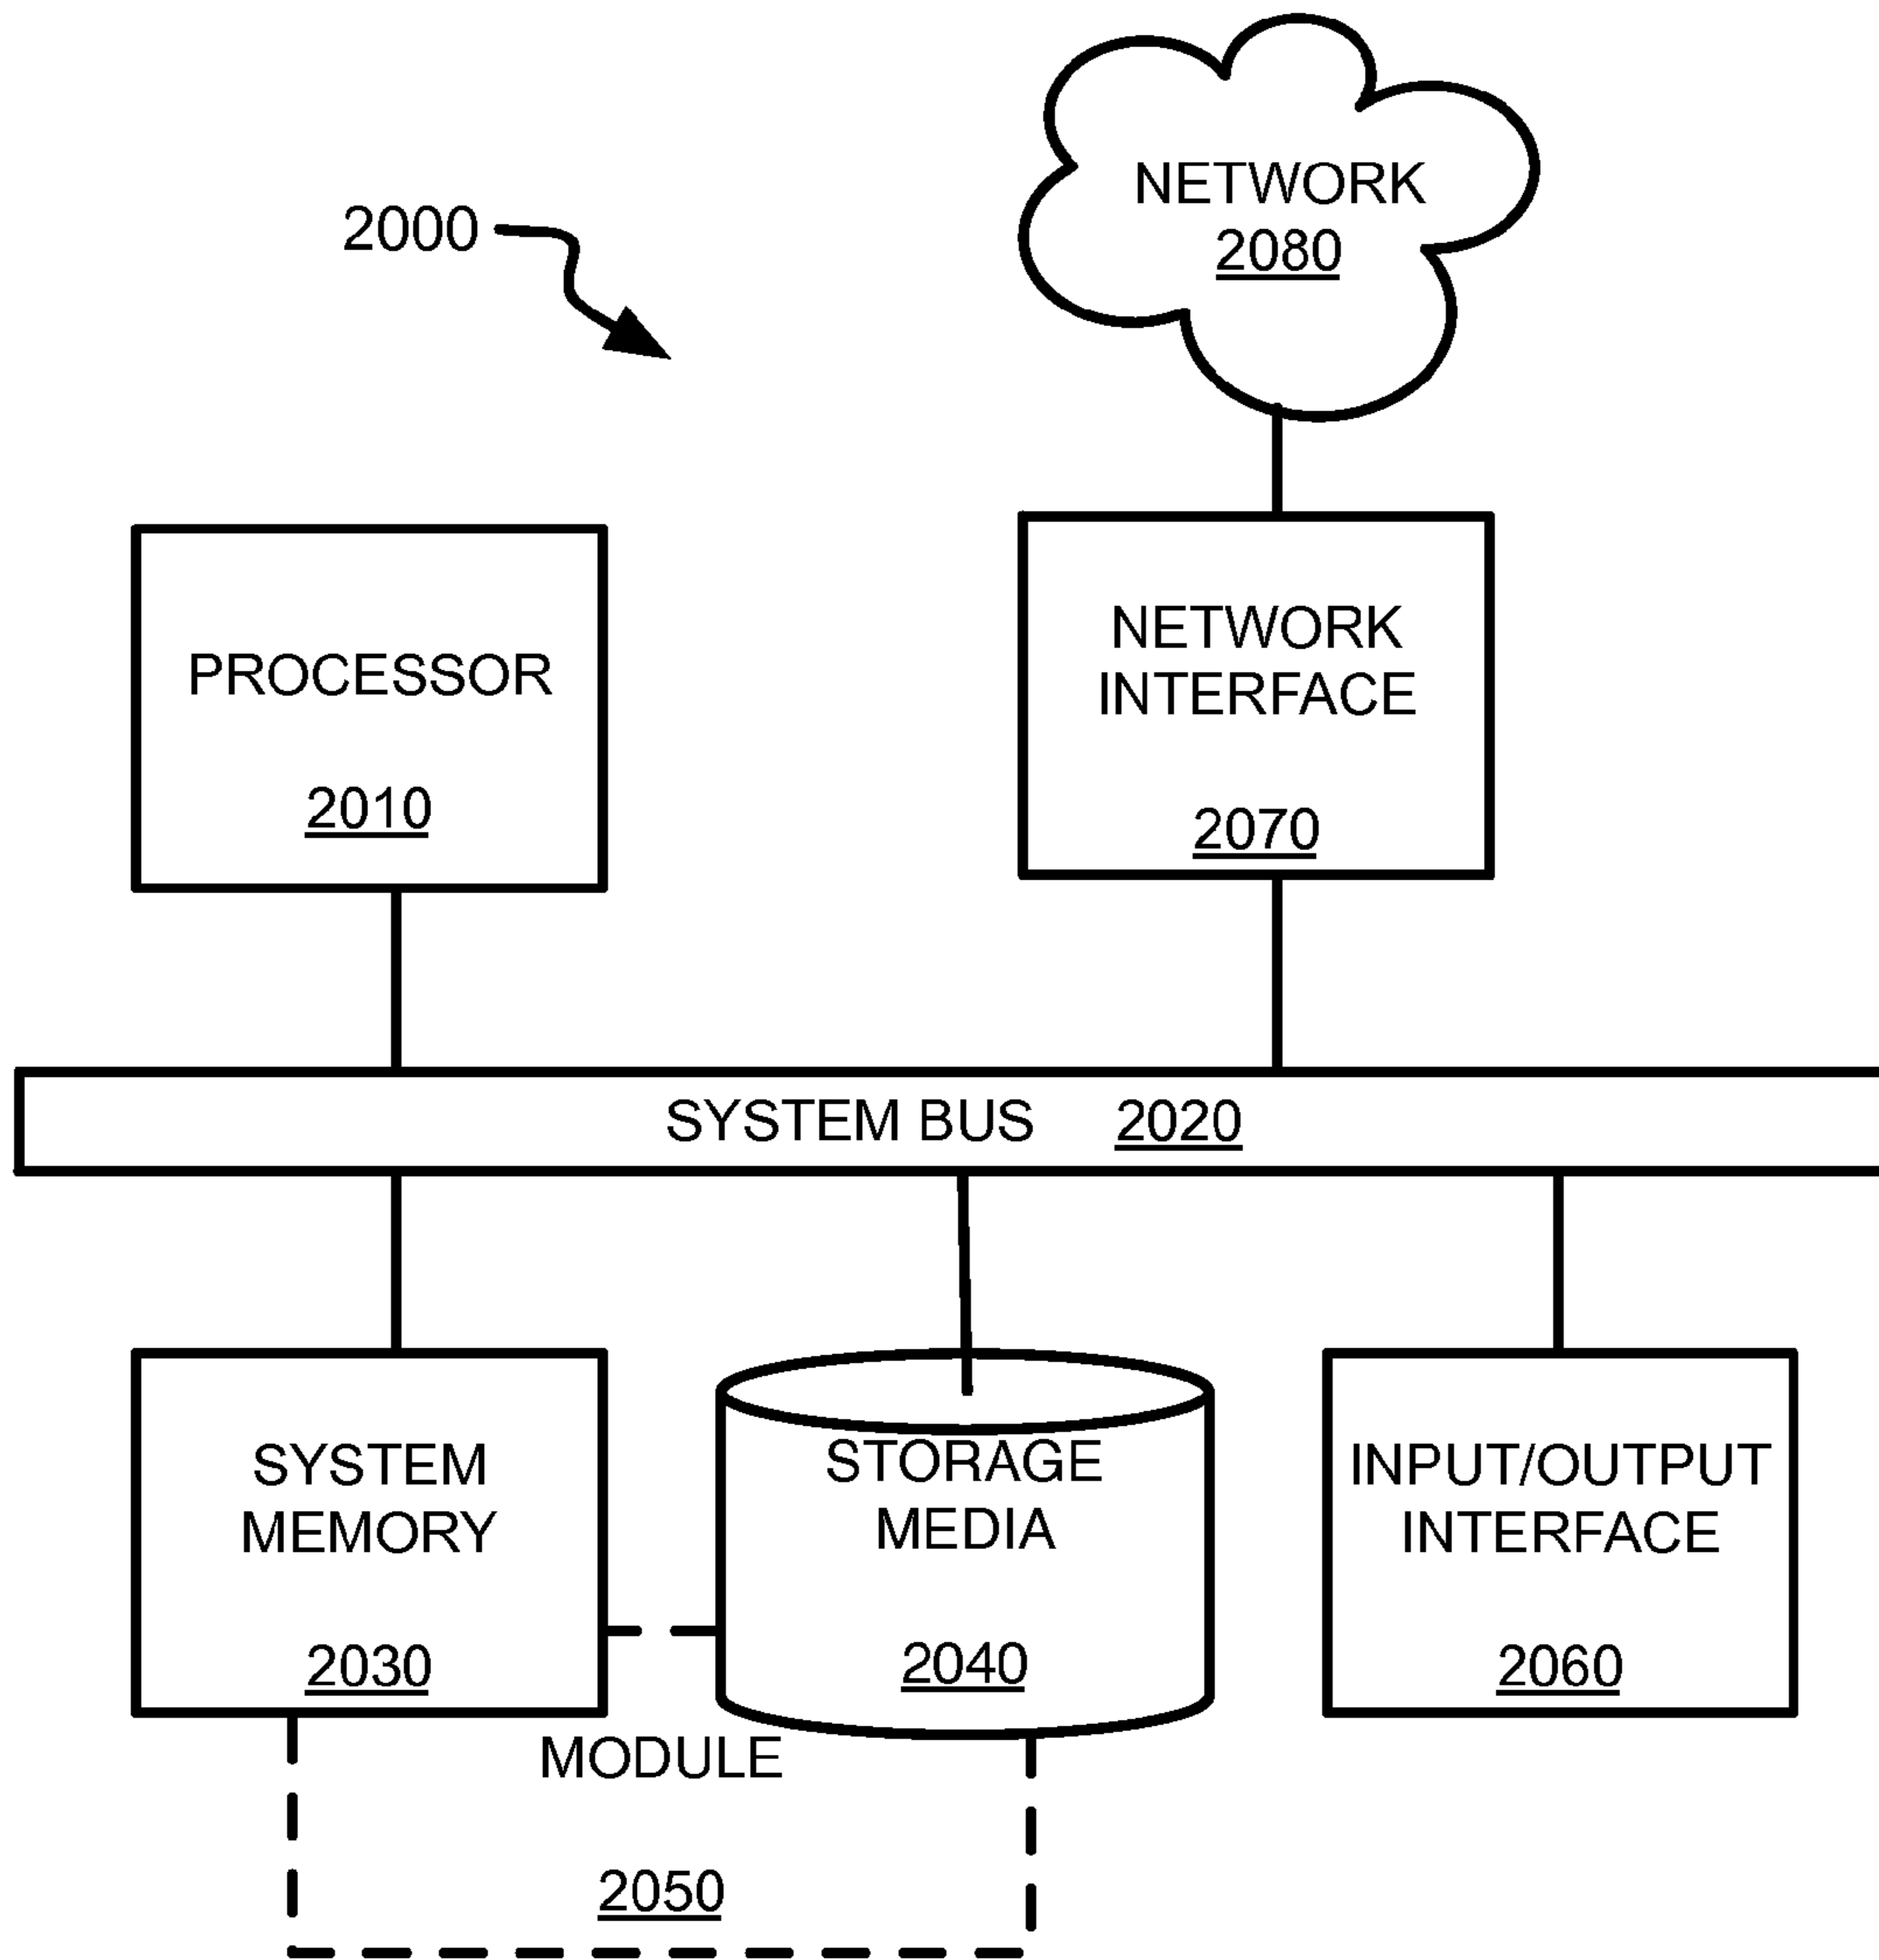 NETWORK
2080
2000
PROCESSOR
2010
NETWORK
INTERFACE
2070
SYSTEM BUS 2020
SYSTEM
MEMORY
2030
STORAGE
MEDIA
2040
INPUT/OUTPUT
INTERFACE
2060
MODULE
2050